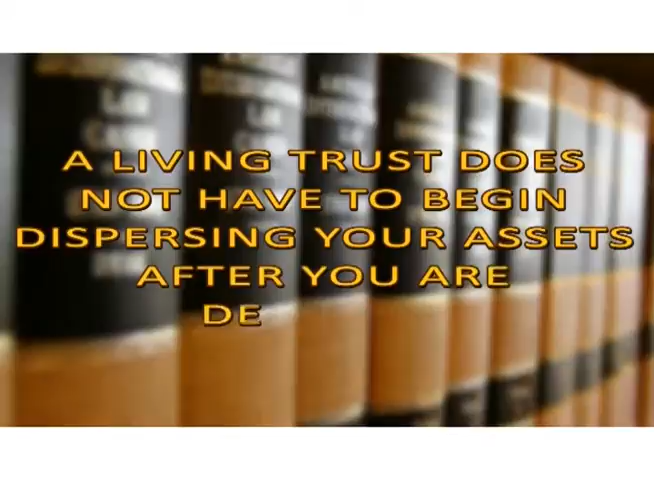 A LIVING TRUST DOES
NOT HAVE TO BEGIN
DISPERSING YOUR ASSETS
AFTER YOU ARE
DE